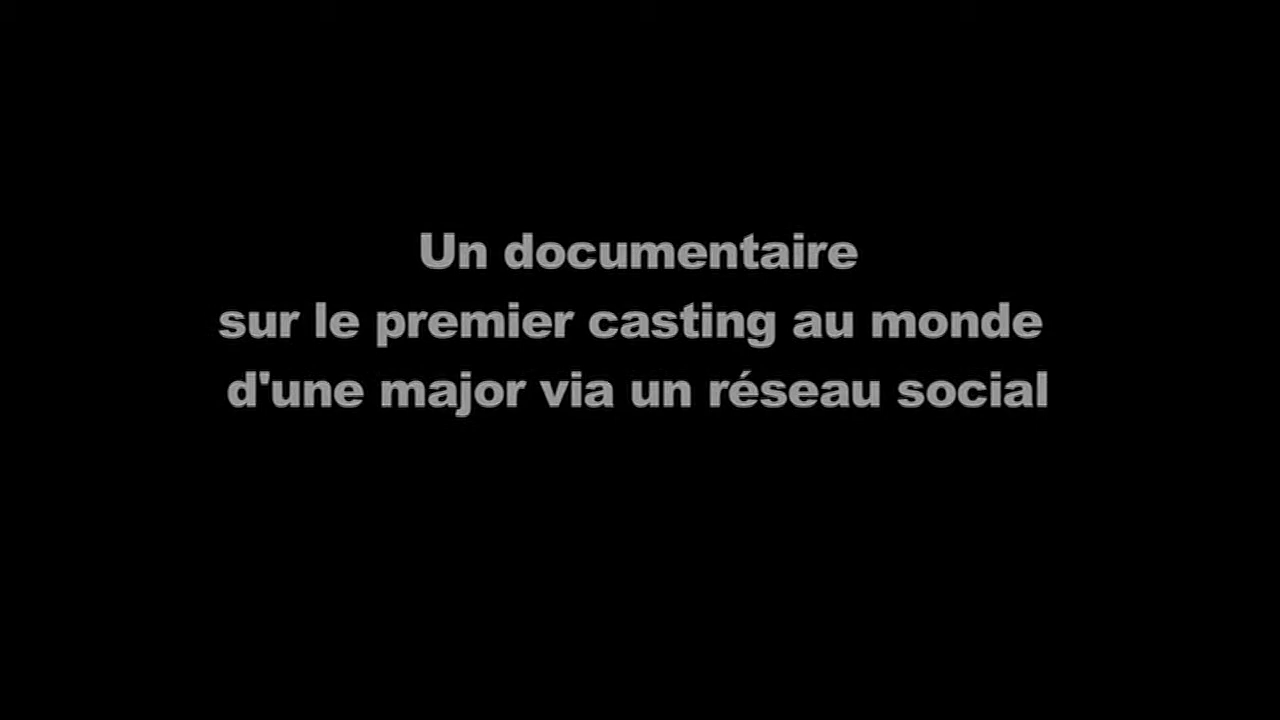 Un documentaire
sur le premier casting au monde
d'une major via un réseau social